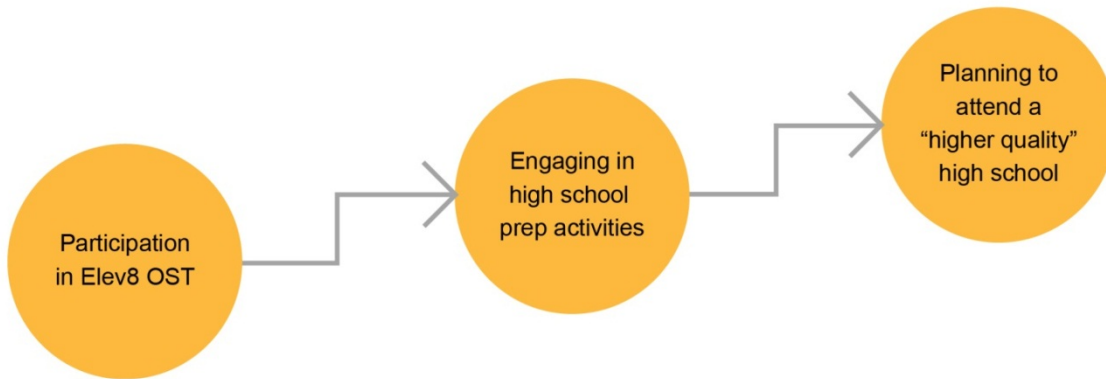 Participation
in Elev8 OST
Engaging in
high school
prep activities
Planning to
attend a
“higher quality”
high school